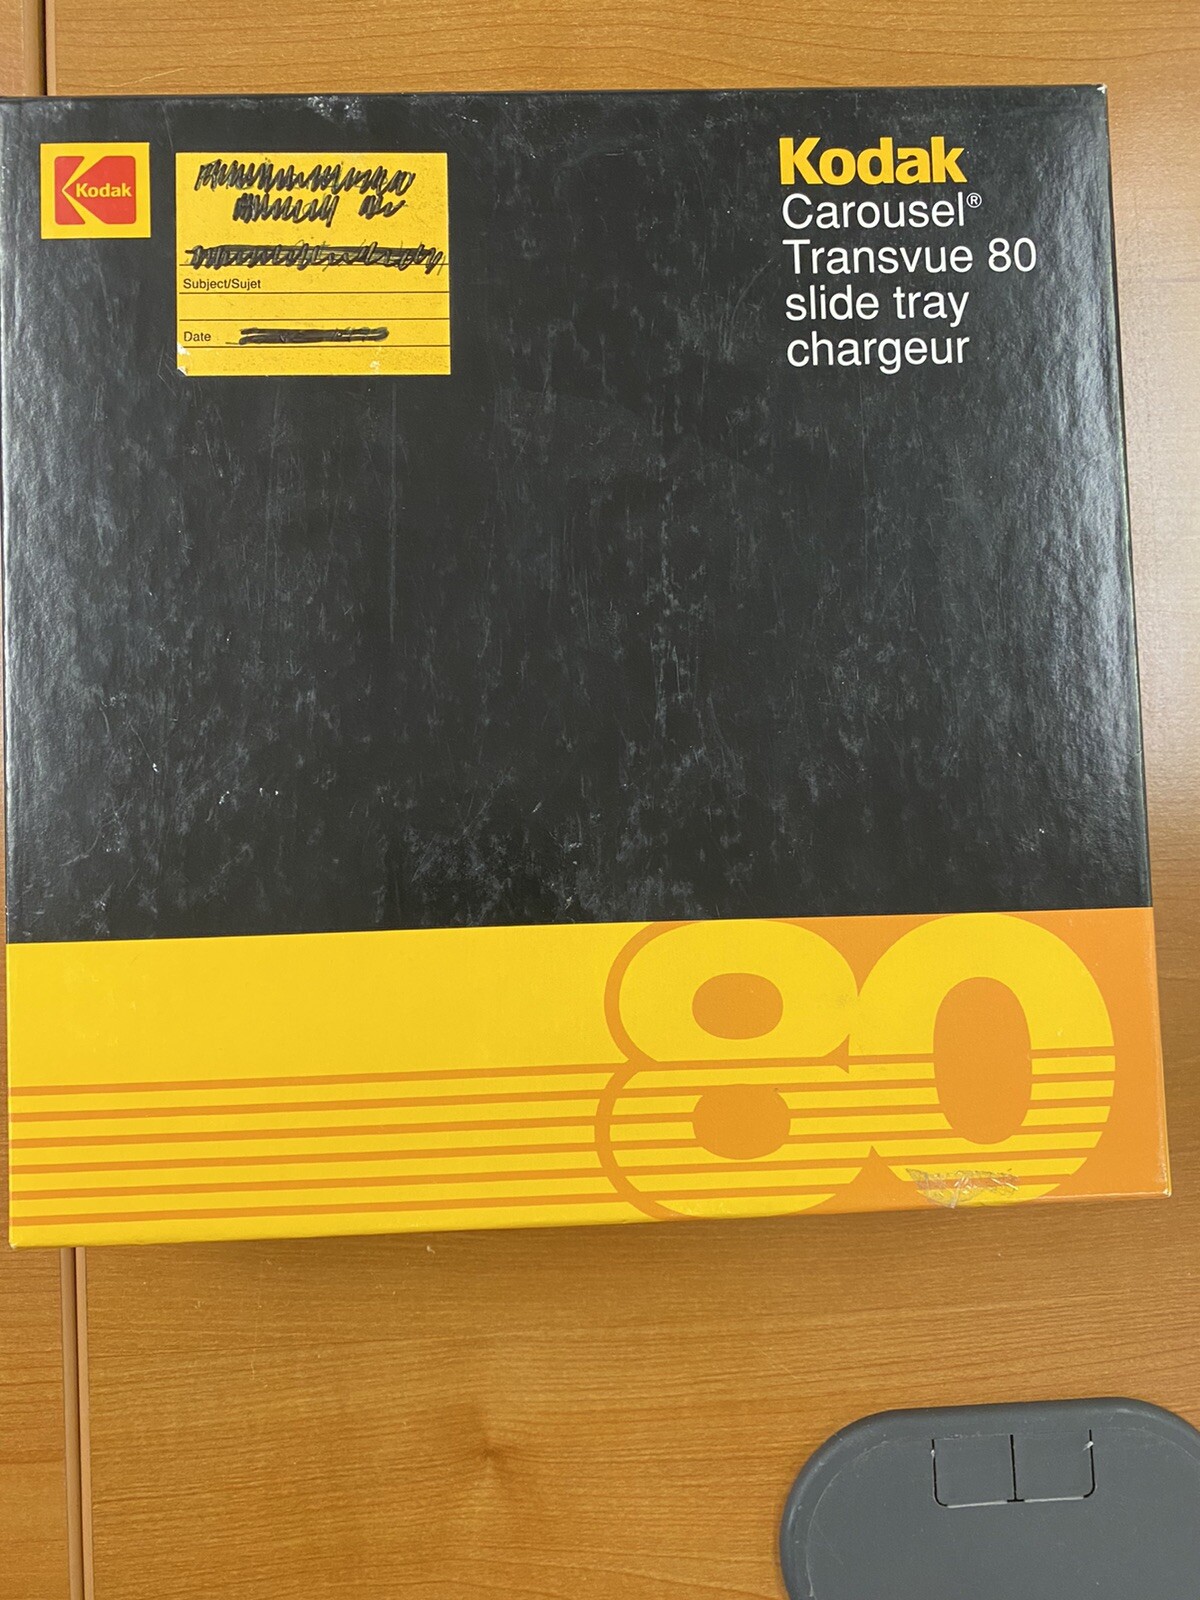 Kodak
Subject/Sujet
Date
Kodak
Carousel®
Transvue 80
slide tray
chargeur
80